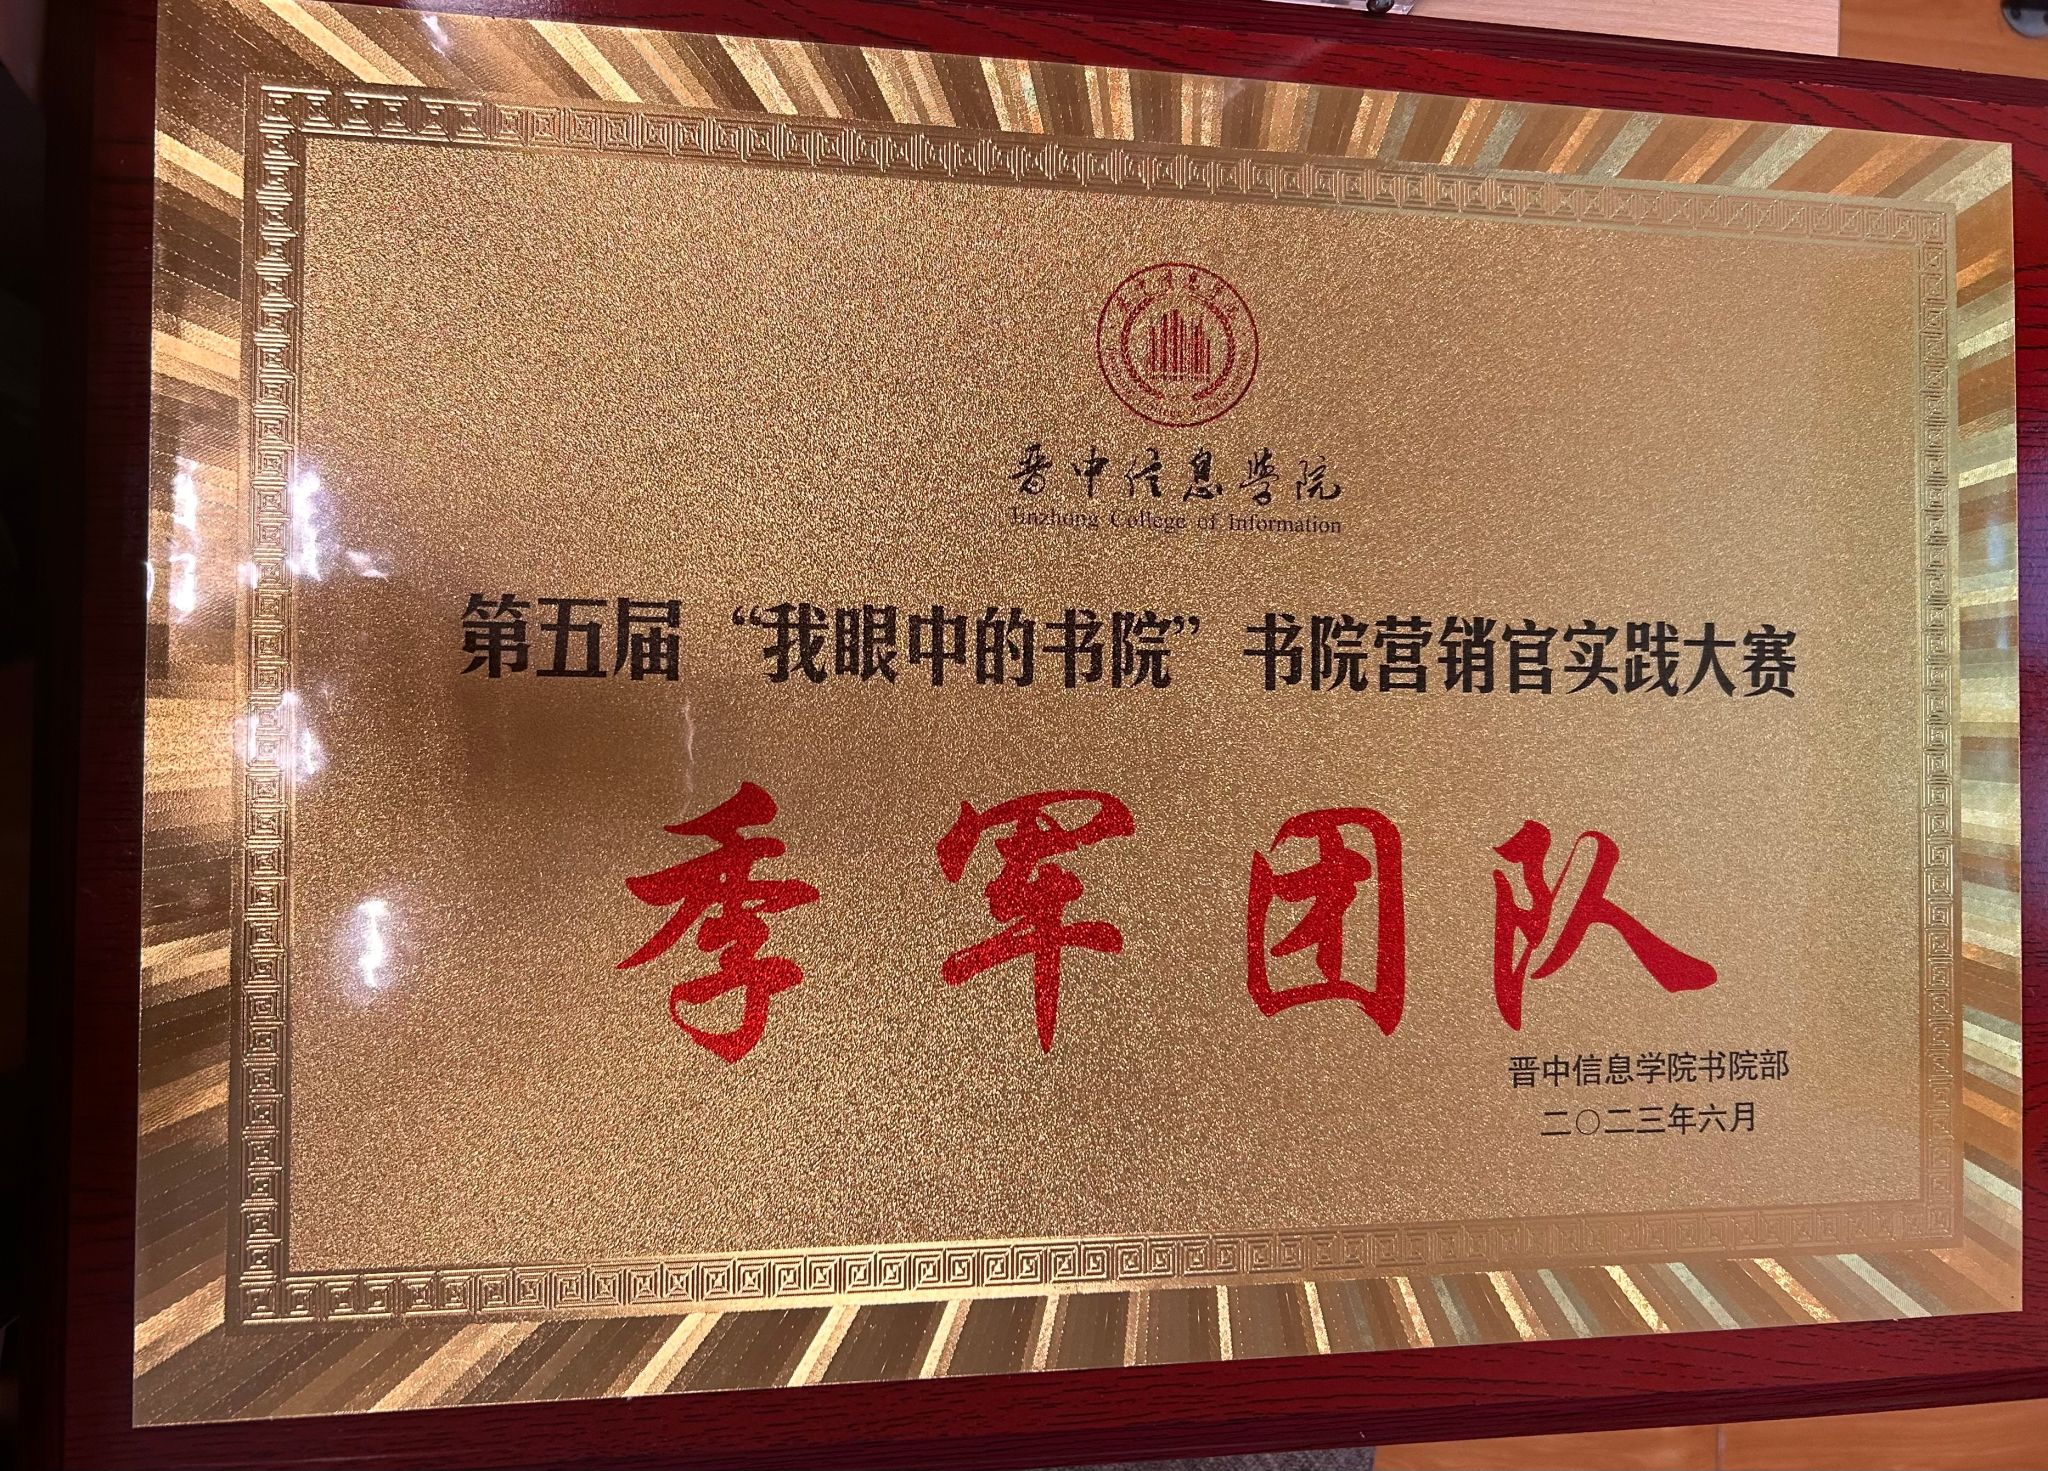 晋中信息学院
Jinzhong College of Information
第五届“我眼中的书院”书院营销官实践大赛
季军团队
晋中信息学院书院部
二〇二三年六月